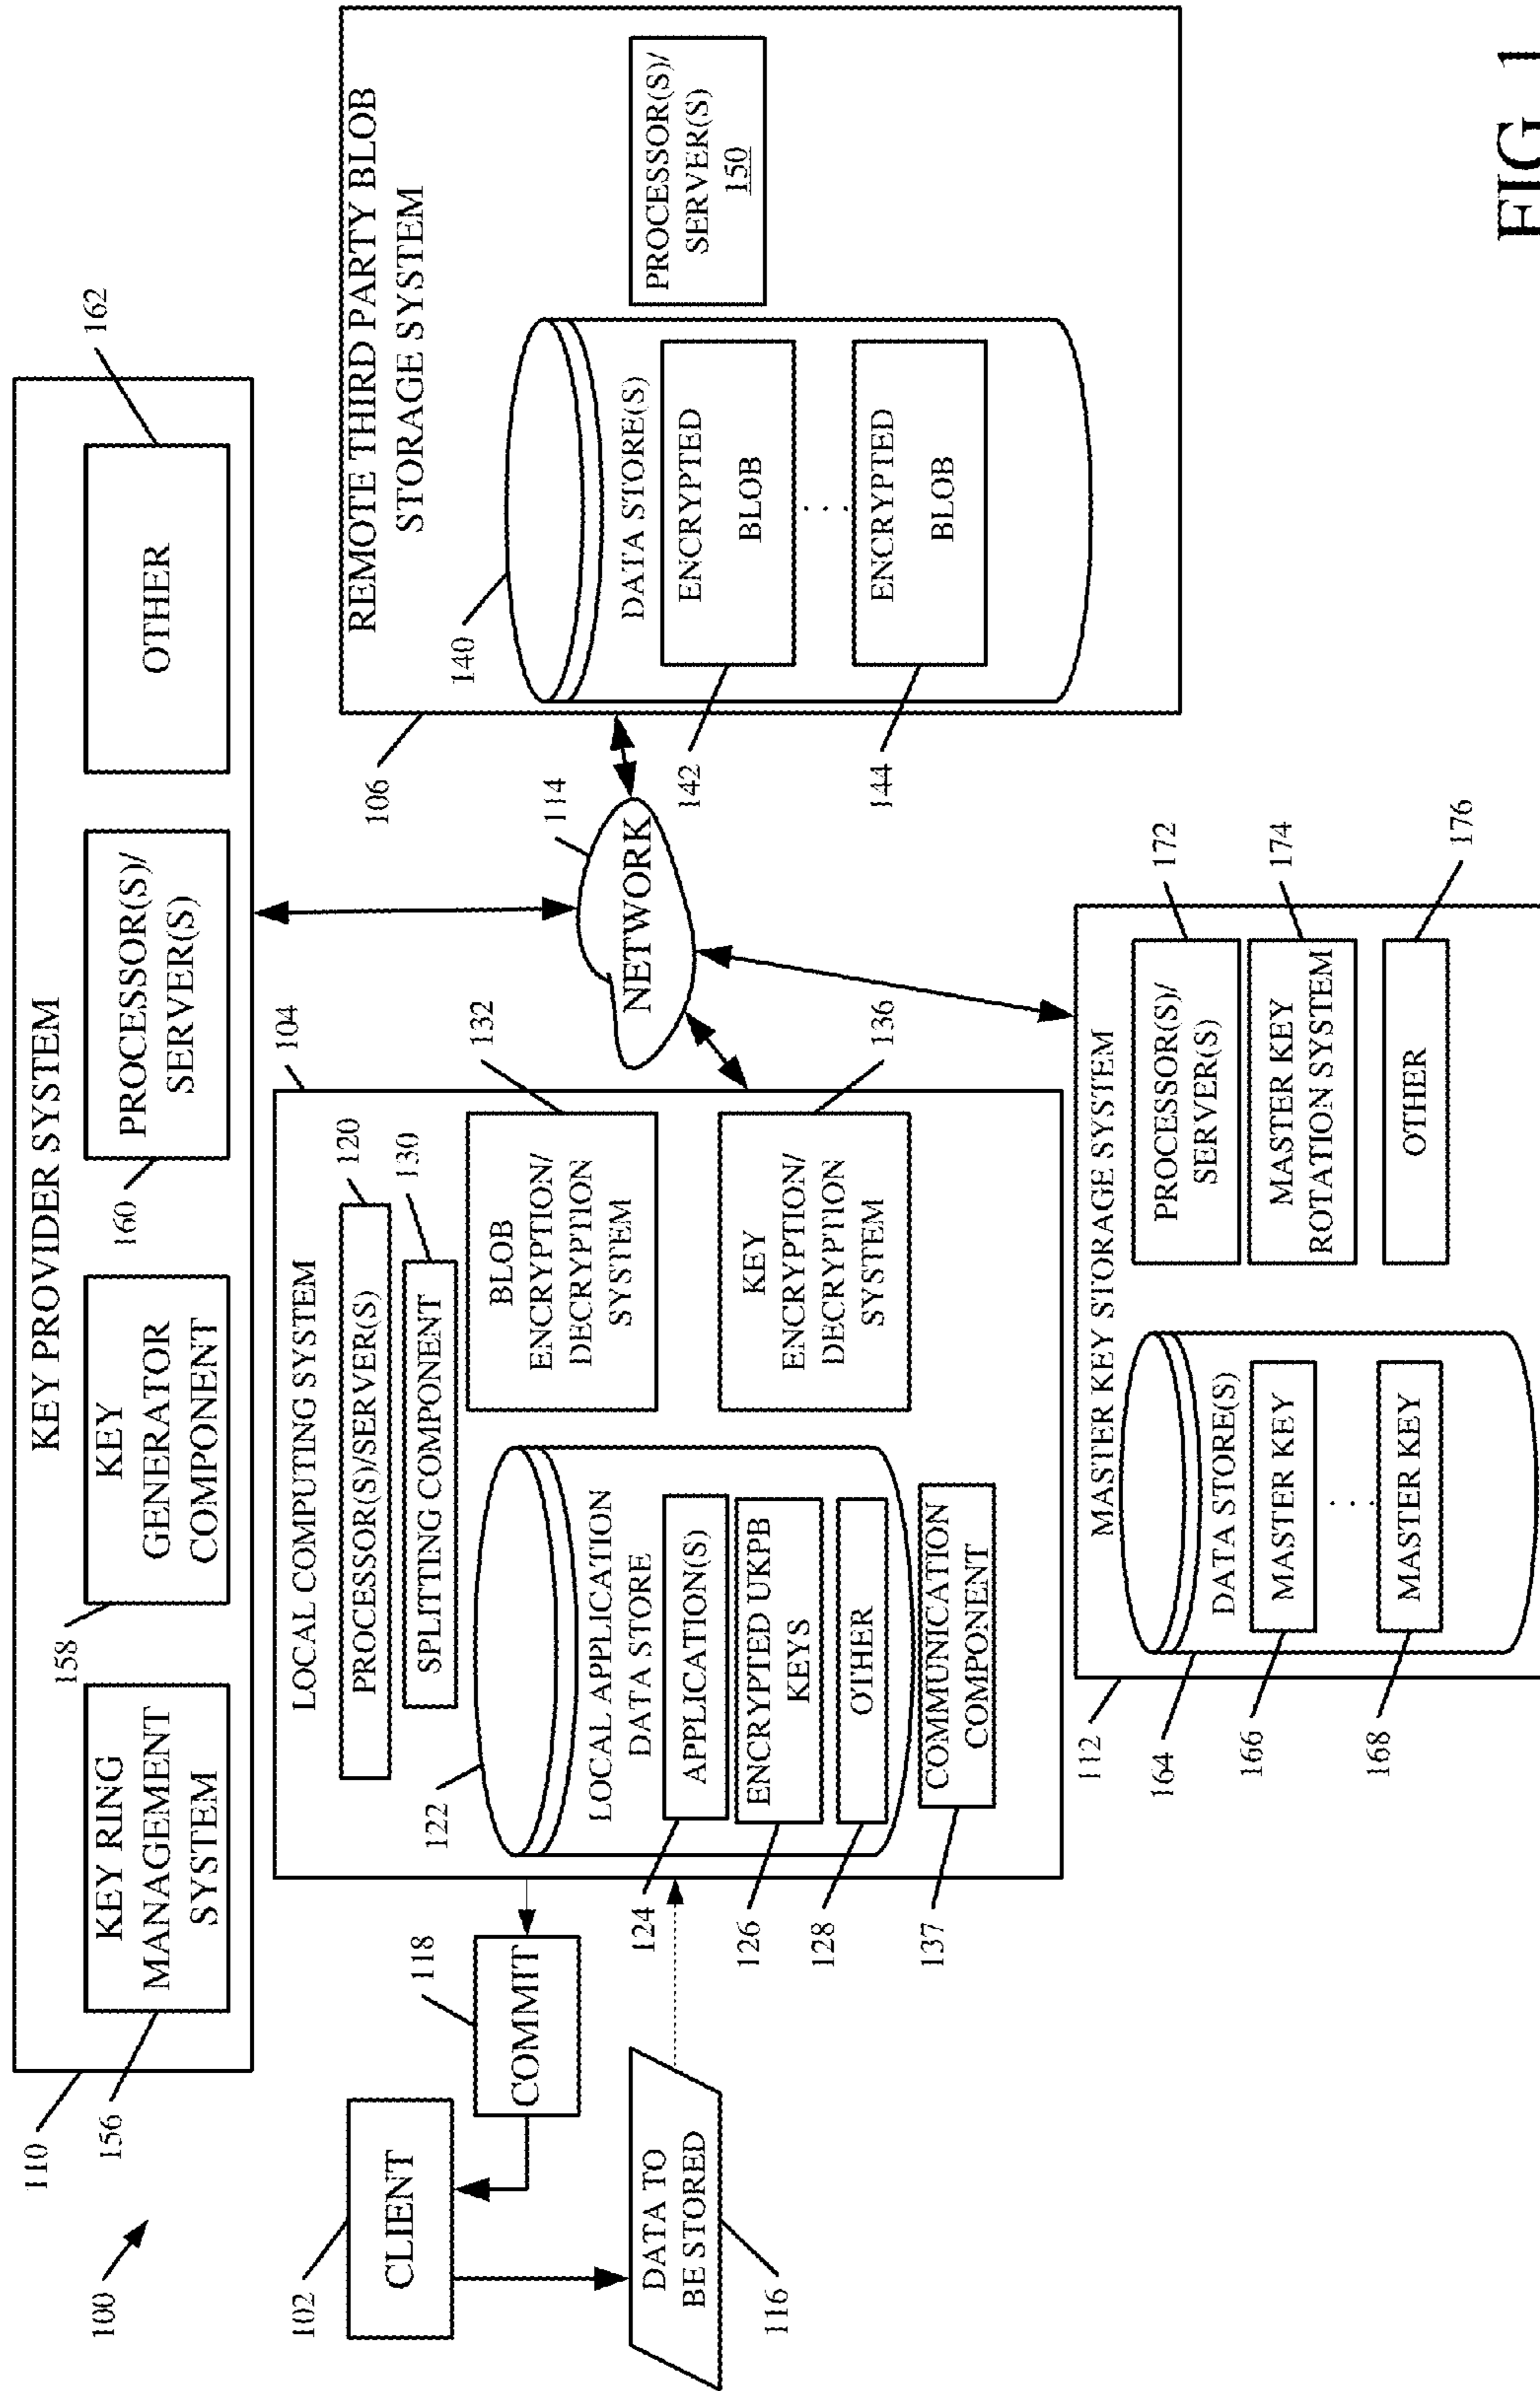 100
110
KEY PROVIDER SYSTEM
156
KEY RING
MANAGEMENT
SYSTEM
158
KEY
GENERATOR
COMPONENT
160
PROCESSOR(S)/
SERVER(S)
162
OTHER
102
CLIENT
118
COMMIT
116
DATA TO
BE STORED
104
LOCAL COMPUTING SYSTEM
120
PROCESSOR(S)/SERVER(S)
130
SPLITTING COMPONENT
122
LOCAL APPLICATION
DATA STORE
124
APPLICATION(S)
126
ENCRYPTED UKPB
KEYS
128
OTHER
137
COMMUNICATION
COMPONENT
132
BLOB
ENCRYPTION/
DECRYPTION
SYSTEM
136
KEY
ENCRYPTION/
DECRYPTION
SYSTEM
114
NETWORK
106
REMOTE THIRD PARTY BLOB
STORAGE SYSTEM
140
DATA STORE(S)
142
ENCRYPTED
BLOB
. . .
144
ENCRYPTED
BLOB
PROCESSOR(S)/
SERVER(S)
150
112
MASTER KEY STORAGE SYSTEM
164
DATA STORE(S)
166
MASTER KEY
. . .
168
MASTER KEY
172
PROCESSOR(S)/
SERVER(S)
174
MASTER KEY
ROTATION SYSTEM
176
OTHER
FIG. 1